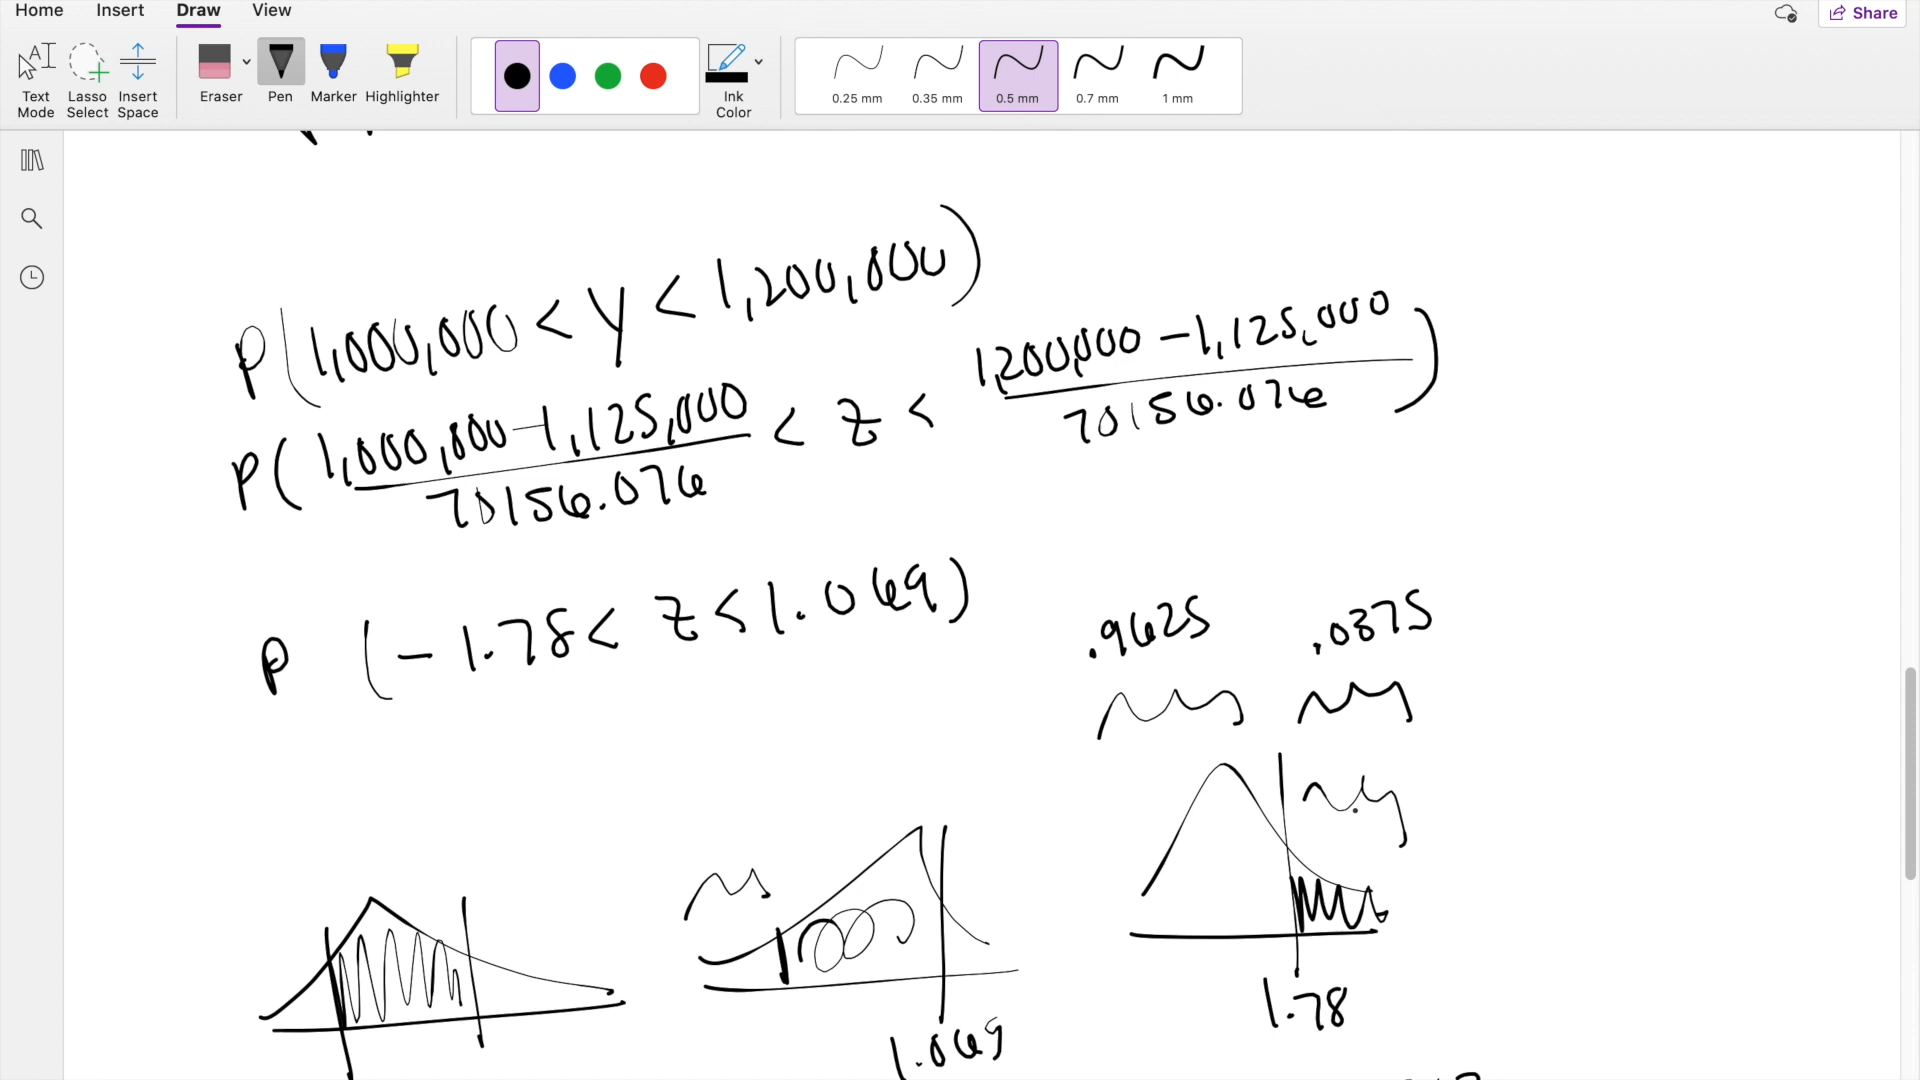 Home Insert Draw View Share
Text Mode Lasso Select Insert Space Eraser Pen Marker Highlighter Ink Color 0.25 mm 0.35 mm 0.5 mm 0.7 mm 1 mm
P(1,000,000 < y < 1,200,000)
P( 1,000,000-1,125,000 / 70156.076 < z < 1,200,000 - 1,125,000 / 70156.076 )
P (-1.78 < z < 1.069)
.9625 .0375
1.069
1.78